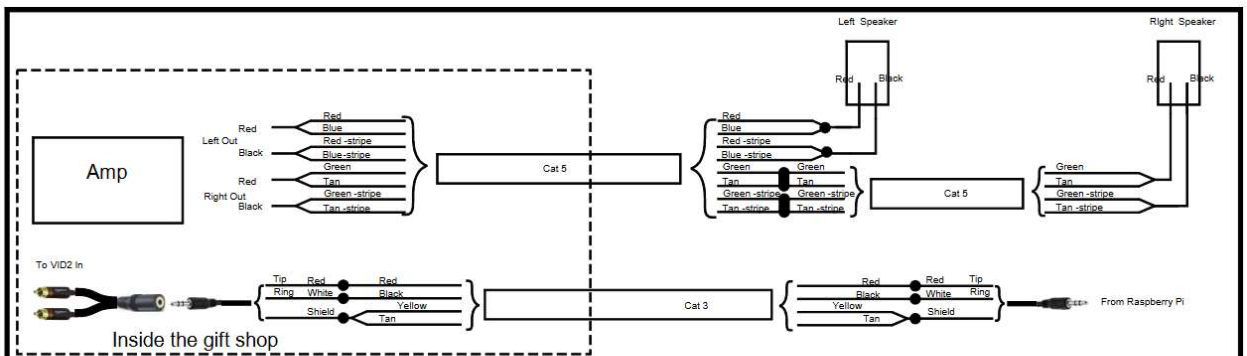 Left Speaker
RIght Speaker
Red
Black
Red
Black
Amp
Left Out
Red
Black
Right Out
Red
Black
Red
Blue
Red -stripe
Blue-stripe
Green
Tan
Green-stripe
Tan -stripe
Cat 5
Red
Blue
Red -stripe
Blue -stripe
Green
Green
Tan
Tan
Green -stripe
Green -stripe
Tan -stripe
Tan -stripe
Cat 5
Green
Tan
Green -stripe
Tan -stripe
To VID2 In
Tip
Red
Red
Ring
White
Black
Yellow
Shield
Tan
Cat 3
Red
Red
Tip
Black
White
Ring
Yellow
Tan
Shield
From Raspberry Pi
Inside the gift shop